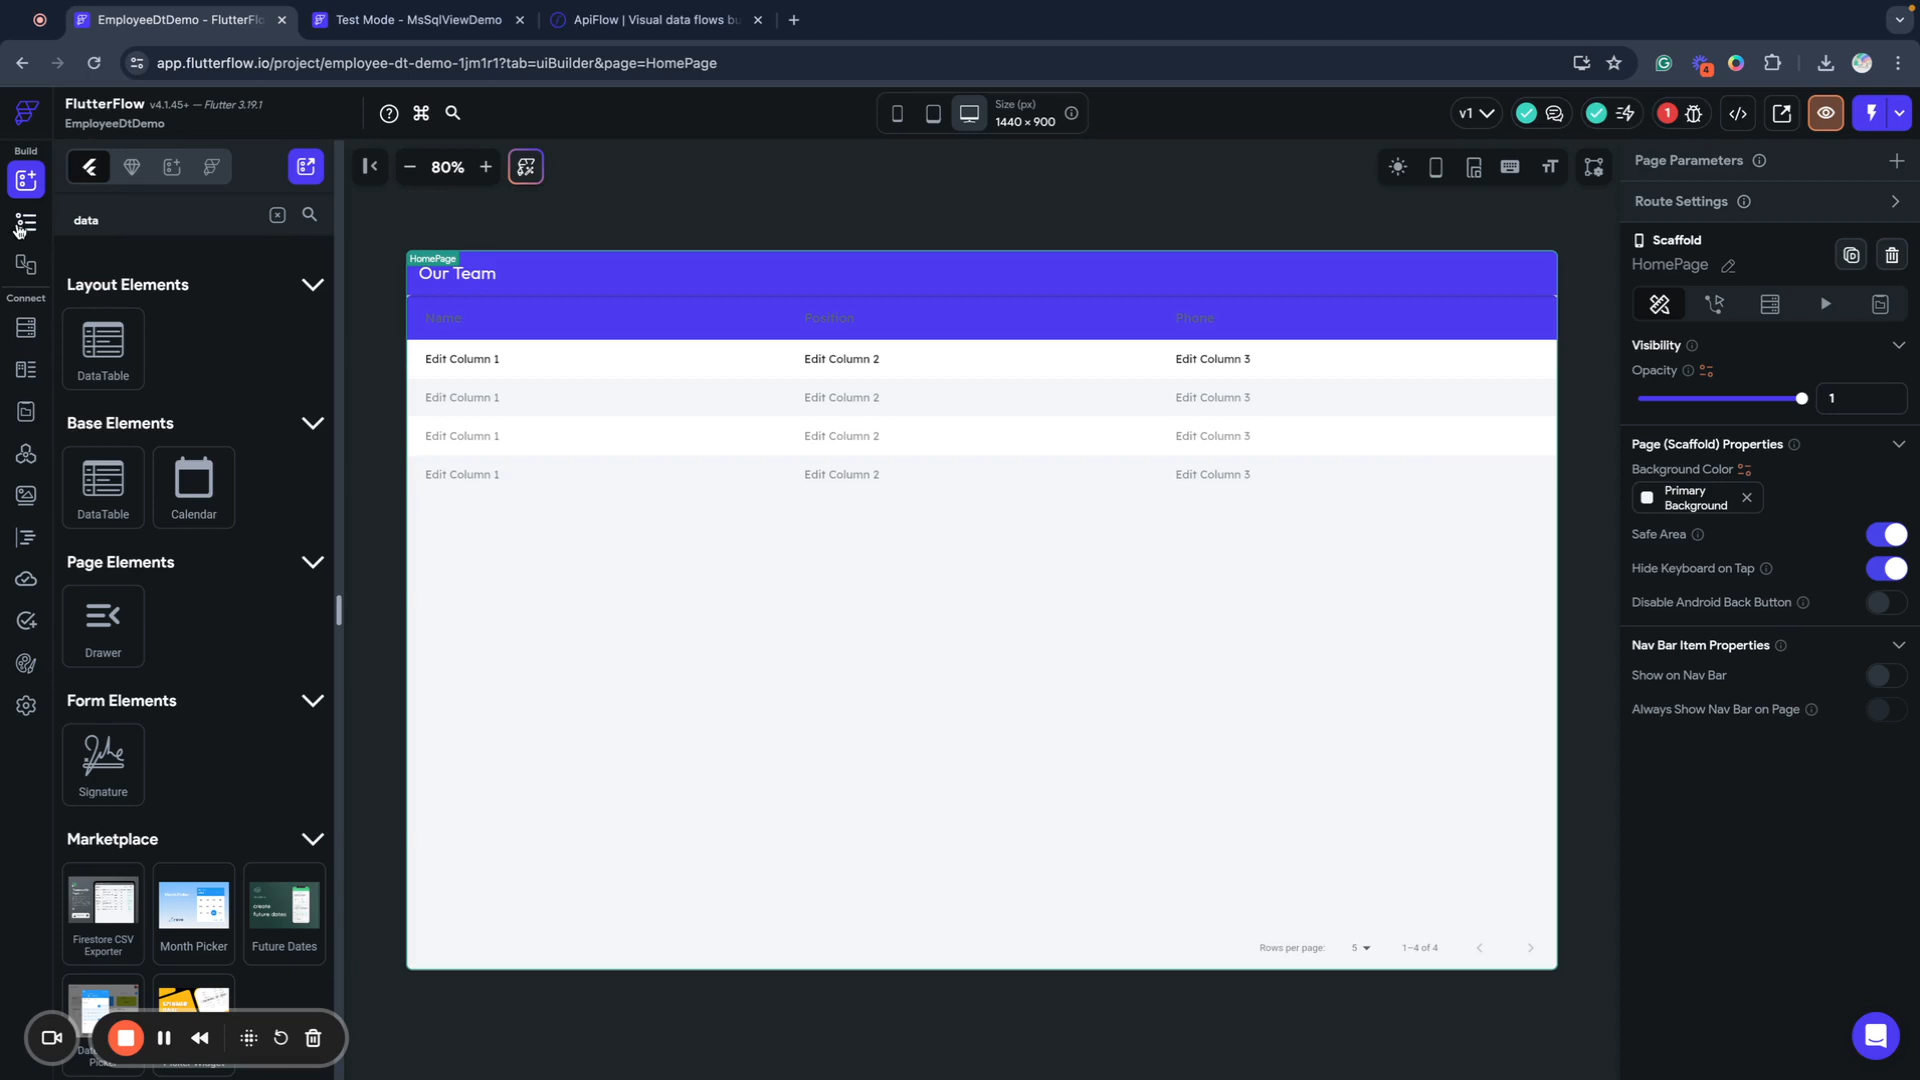 EmployeeDtDemo - FlutterFlo
Test Mode - MsSqlViewDemo
ApiFlow | Visual data flows bu
app.flutterflow.io/project/employee-dt-demo-1jm1r1?tab=uiBuilder&page=HomePage
4
FlutterFlow v4.1.45+ – Flutter 3.19.1
EmployeeDtDemo
Size (px)
1440 × 900
v1
1
Build
80%
Page Parameters
Route Settings
data
Scaffold
HomePage
HomePage
Our Team
Layout Elements
Connect
Name
Position
Phone
DataTable
Visibility
Opacity
1
Edit Column 1
Edit Column 2
Edit Column 3
Edit Column 1
Edit Column 2
Edit Column 3
Base Elements
Edit Column 1
Edit Column 2
Edit Column 3
Page (Scaffold) Properties
Background Color
Edit Column 1
Edit Column 2
Edit Column 3
Primary
Background
DataTable
Calendar
Safe Area
Page Elements
Hide Keyboard on Tap
Disable Android Back Button
Drawer
Nav Bar Item Properties
Show on Nav Bar
Form Elements
Always Show Nav Bar on Page
Signature
Marketplace
Firestore CSV
Exporter
Month Picker
Future Dates
Rows per page:
5
1–4 of 4